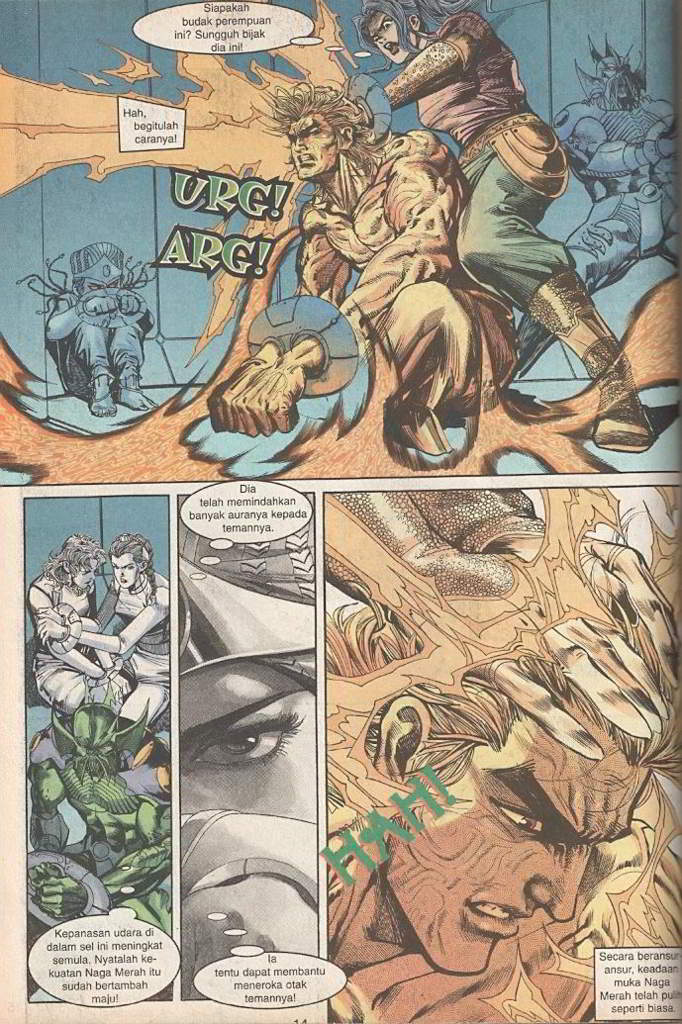 Siapakah
budak perempuan
ini? Sungguh bijak
dia ini!
Hah,
begitulah
caranya!
URG!
ARG!
Dia
telah memindahkan
banyak auranya kepada
temannya.
Kepanasan udara di
dalam sel ini meningkat
semula. Nyatalah ke-
kuatan Naga Merah itu
sudah bertambah
maju!
Ia
tentu dapat membantu
meneroka otak
temannya!
HAH!
Secara beransur-
ansur, keadaan
muka Naga
Merah telah pulih
seperti biasa.
14